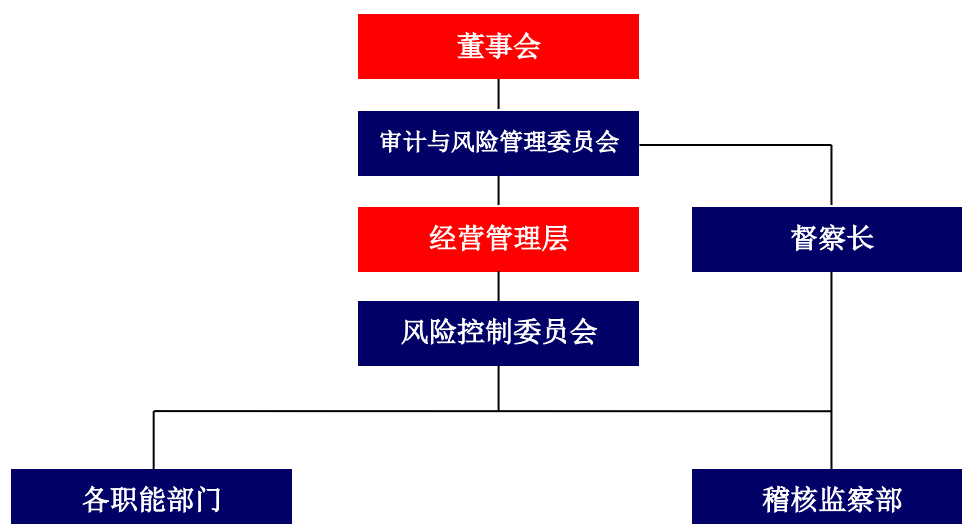 董事会
审计与风险管理委员会
经营管理层
督察长
风险控制委员会
各职能部门
稽核监察部